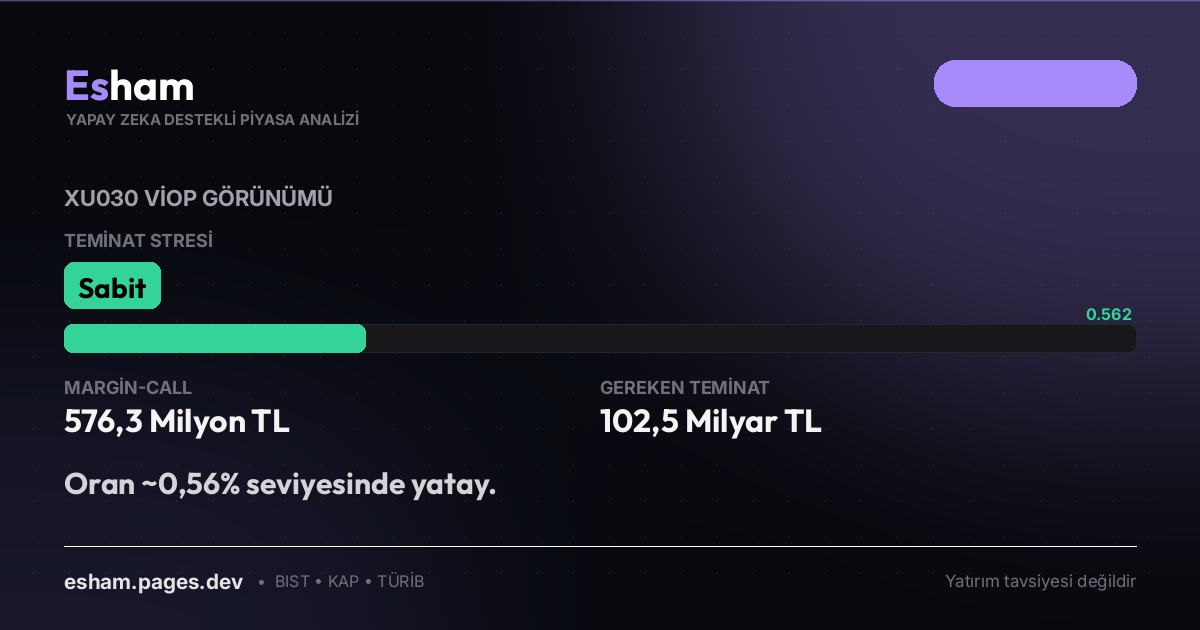 Esham
YAPAY ZEKA DESTEKLİ PİYASA ANALİZİ
XU030 VİOP GÖRÜNÜMÜ
TEMİNAT STRESİ
Sabit
0.562
MARGİN-CALL
576,3 Milyon TL
GEREKEN TEMİNAT
102,5 Milyar TL
Oran ~0,56% seviyesinde yatay.
esham.pages.dev • BIST • KAP • TÜRİB
Yatırım tavsiyesi değildir